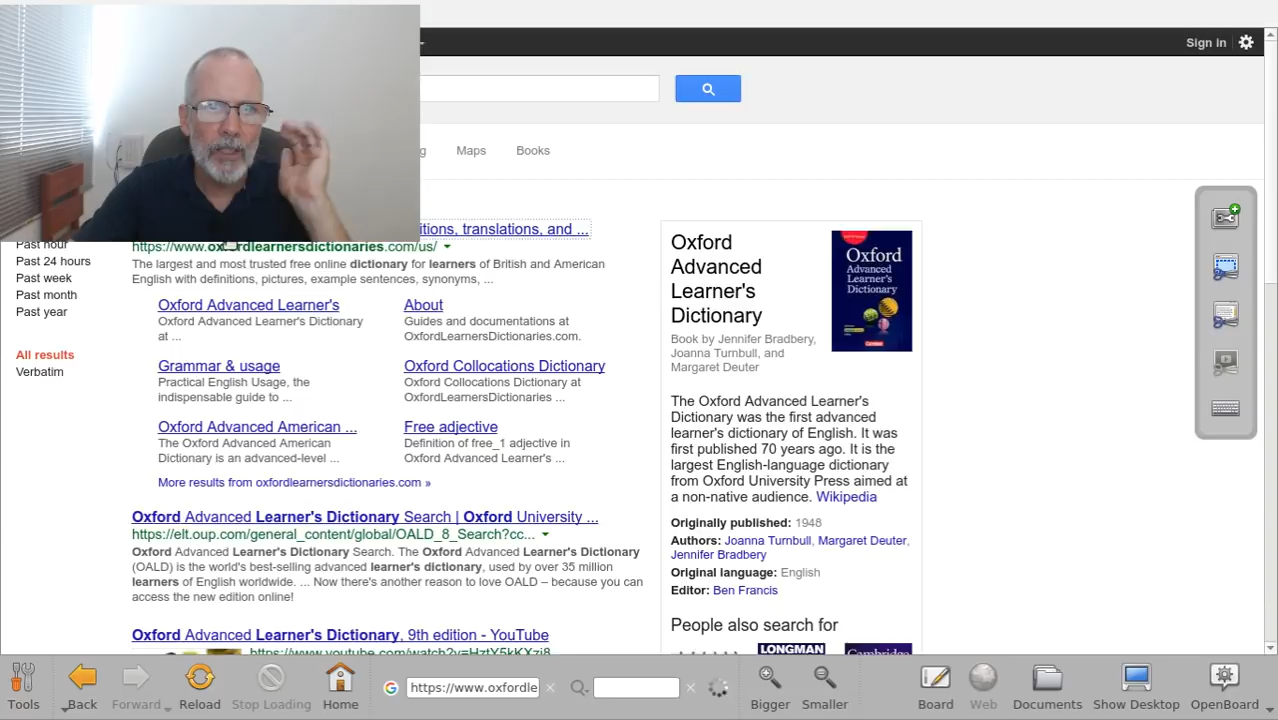 Sign in
g
Maps
Books
itions, translations, and ...
https://www.oxfordlearnersdictionaries.com/us/
The largest and most trusted free online dictionary for learners of British and American
English with definitions, pictures, example sentences, synonyms, ...
Past hour
Past 24 hours
Past week
Past month
Past year
All results
Verbatim
Oxford Advanced Learner's
Oxford Advanced Learner's Dictionary
at ...
About
Guides and documentations at
OxfordLearnersDictionaries.com.
Grammar & usage
Practical English Usage, the
indispensable guide to ...
Oxford Collocations Dictionary
Oxford Collocations Dictionary at
OxfordLearnersDictionaries ...
Oxford Advanced American ...
The Oxford Advanced American
Dictionary is an advanced-level ...
Free adjective
Definition of free_1 adjective in
Oxford Advanced Learner's ...
More results from oxfordlearnersdictionaries.com »
Oxford Advanced Learner's Dictionary Search | Oxford University ...
https://elt.oup.com/general_content/global/OALD_8_Search?cc...
Oxford Advanced Learner's Dictionary Search. The Oxford Advanced Learner's Dictionary
(OALD) is the world's best-selling advanced learner's dictionary, used by over 35 million
learners of English worldwide. ... Now there's another reason to love OALD – because you can
access the new edition online!
Oxford Advanced Learner's Dictionary, 9th edition - YouTube
https://www.youtube.com/watch?v=HztY5kKXzj8
Oxford
Advanced
Learner's
Dictionary
Book by Jennifer Bradbery,
Joanna Turnbull, and
Margaret Deuter
Oxford
Advanced
Learner's
Dictionary
The Oxford Advanced Learner's
Dictionary was the first advanced
learner's dictionary of English. It was
first published 70 years ago. It is the
largest English-language dictionary
from Oxford University Press aimed at
a non-native audience. Wikipedia
Originally published: 1948
Authors: Joanna Turnbull, Margaret Deuter,
Jennifer Bradbery
Original language: English
Editor: Ben Francis
People also search for
LONGMAN
Cambridge
Tools
Back
Forward
Reload
Stop Loading
Home
https://www.oxfordle
Bigger
Smaller
Board
Web
Documents
Show Desktop
OpenBoard